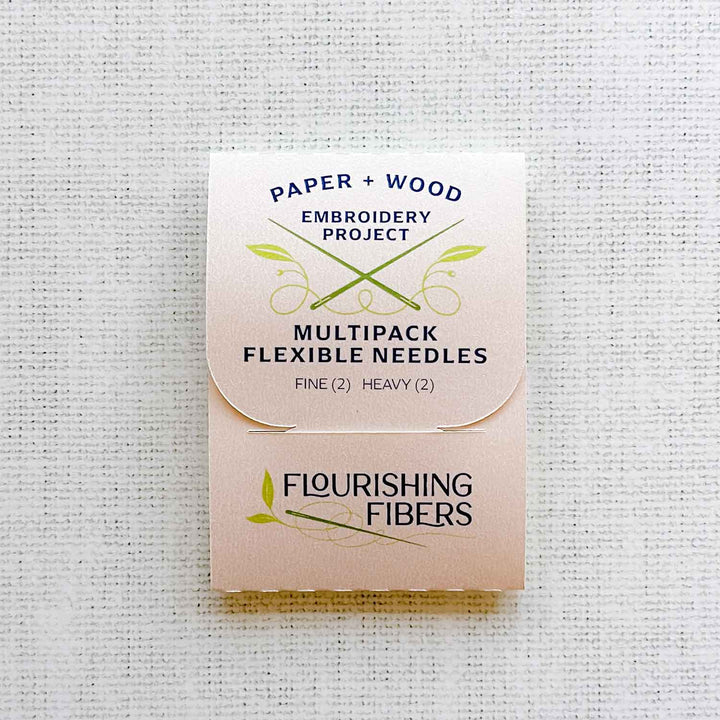 PAPER + WOOD
EMBROIDERY
PROJECT
MULTIPACK
FLEXIBLE NEEDLES
FINE (2) HEAVY (2)
FLOURISHING
FIBERS